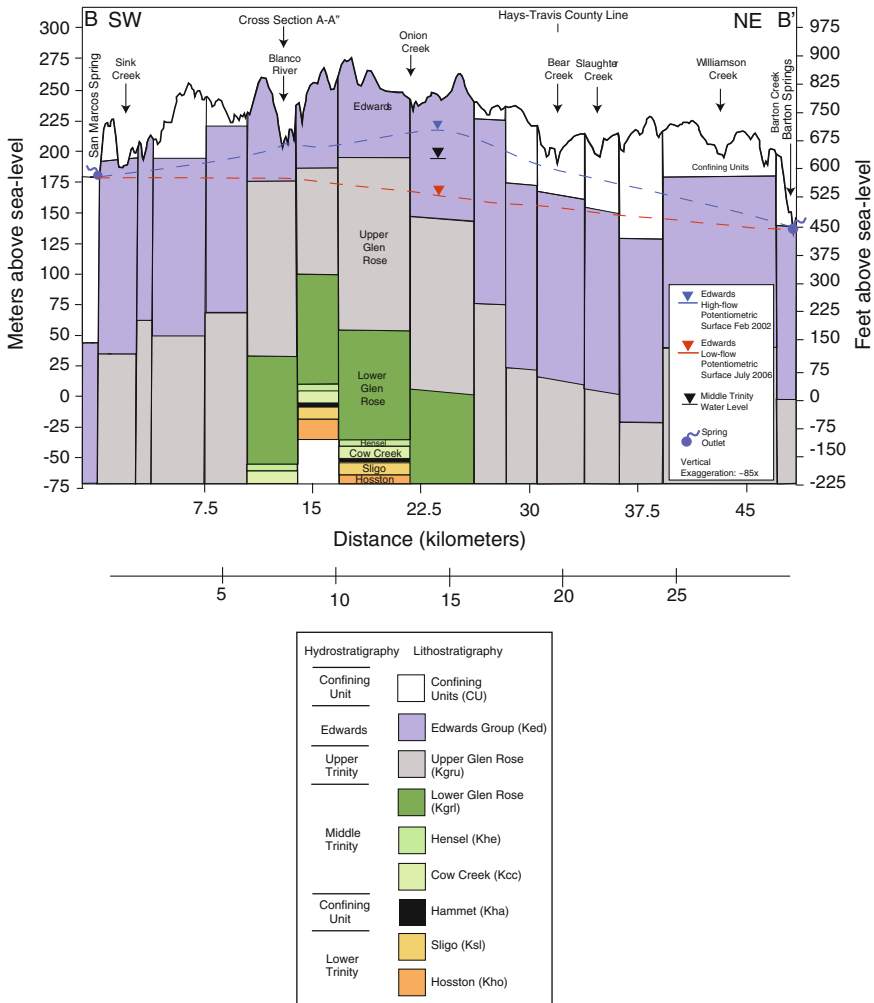 B SW
Cross Section A-A"
Hays-Travis County Line
NE B'
San Marcos Spring
Sink
Creek
Blanco
River
Onion
Creek
Bear
Creek
Slaughter
Creek
Williamson
Creek
Barton Creek
Barton Springs
Meters above sea-level
300
275
250
225
200
175
150
125
100
75
50
25
0
-25
-50
-75
Feet above sea-level
975
900
825
750
675
600
525
450
375
300
225
150
75
0
-75
-150
-225
Edwards
Upper
Glen
Rose
Lower
Glen
Rose
Hensel
Cow Creek
Sligo
Hosston
Confining Units
Edwards
High-flow
Potentiometric
Surface Feb 2002
Edwards
Low-flow
Potentiometric
Surface July 2006
Middle Trinity
Water Level
Spring
Outlet
Vertical
Exaggeration: ~85x
7.5 15 22.5 30 37.5 45
Distance (kilometers)
5 10 15 20 25
Hydrostratigraphy Lithostratigraphy
Confining
Unit
Confining
Units (CU)
Edwards
Edwards Group (Ked)
Upper
Trinity
Upper Glen Rose
(Kgru)
Middle
Trinity
Lower Glen Rose
(Kgrl)
Hensel (Khe)
Cow Creek (Kcc)
Confining
Unit
Hammet (Kha)
Lower
Trinity
Sligo (Ksl)
Hosston (Kho)